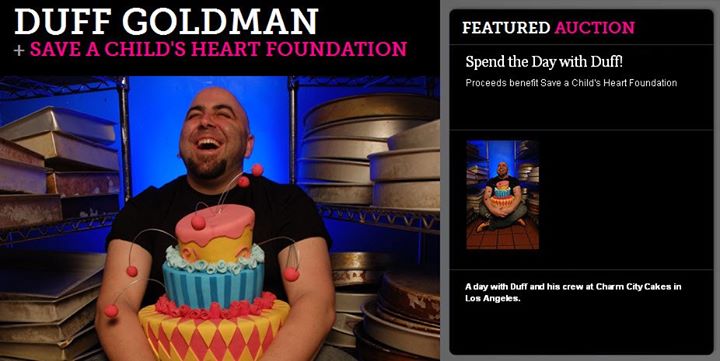 DUFF GOLDMAN
+ SAVE A CHILD'S HEART FOUNDATION
FEATURED AUCTION
Spend the Day with Duff!
Proceeds benefit Save a Child's Heart Foundation
A day with Duff and his crew at Charm City Cakes in
Los Angeles.